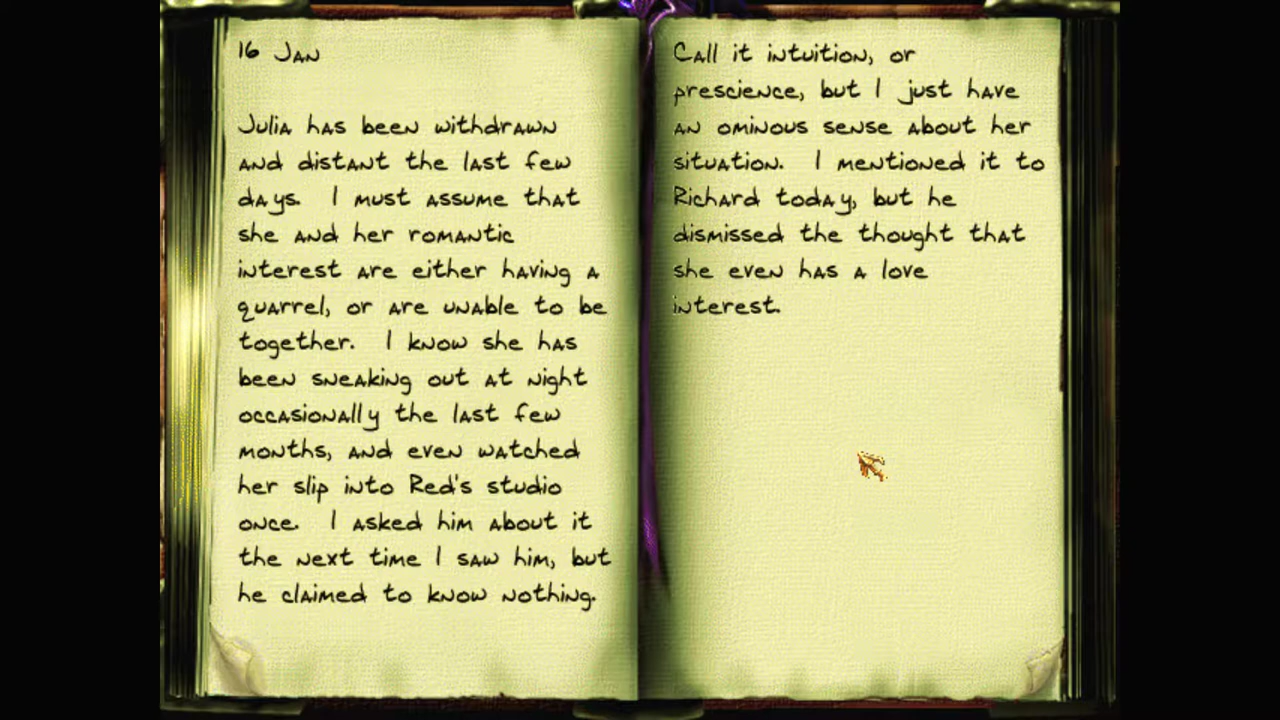 16 Jan
Julia has been withdrawn
and distant the last few
days. I must assume that
she and her romantic
interest are either having a
quarrel, or are unable to be
together. I know she has
been sneaking out at night
occasionally the last few
months, and even watched
her slip into Red's studio
once. I asked him about it
the next time I saw him, but
he claimed to know nothing.
Call it intuition, or
prescience, but I just have
an ominous sense about her
situation. I mentioned it to
Richard today, but he
dismissed the thought that
she even has a love
interest.